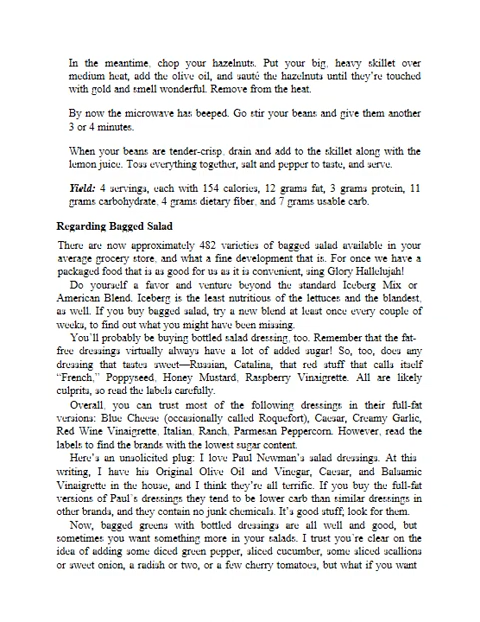 In the meantime, chop your hazelnuts. Put your big, heavy skillet over
medium heat, add the olive oil, and sauté the hazelnuts until they're touched
with gold and smell wonderful. Remove from the heat.
By now the microwave has beeped. Go stir your beans and give them another
3 or 4 minutes.
When your beans are tender-crisp, drain and add to the skillet along with the
lemon juice. Toss everything together, salt and pepper to taste, and serve.
Yield: 4 servings, each with 154 calories, 12 grams fat, 3 grams protein, 11
grams carbohydrate, 4 grams dietary fiber, and 7 grams usable carb.
Regarding Bagged Salad
There are now approximately 482 varieties of bagged salad available in your
average grocery store, and what a fine development that is. For once we have a
packaged food that is as good for us as it is convenient, sing Glory Hallelujah!
Do yourself a favor and venture beyond the standard Iceberg Mix or
American Blend. Iceberg is the least nutritious of the lettuces and the blandest,
as well. If you buy bagged salad, try a new blend at least once every couple of
weeks, to find out what you might have been missing.
You'll probably be buying bottled salad dressing, too. Remember that the fat-
free dressings virtually always have a lot of added sugar! So, too, does any
dressing that tastes sweet—Russian, Catalina, that red stuff that calls itself
"French," Poppyseed, Honey Mustard, Raspberry Vinaigrette. All are likely
culprits, so read the labels carefully.
Overall, you can trust most of the following dressings in their full-fat
versions: Blue Cheese (occasionally called Roquefort), Caesar, Creamy Garlic,
Red Wine Vinaigrette, Italian, Ranch, Parmesan Peppercorn. However, read the
labels to find the brands with the lowest sugar content.
Here's an unsolicited plug: I love Paul Newman's salad dressings. At this
writing, I have his Original Olive Oil and Vinegar, Caesar, and Balsamic
Vinaigrette in the house, and I think they're all terrific. If you buy the full-fat
versions of Paul's dressings they tend to be lower carb than similar dressings in
other brands, and they contain no junk chemicals. It's good stuff; look for them.
Now, bagged greens with bottled dressings are all well and good, but
sometimes you want something more in your salads. I trust you're clear on the
idea of adding some diced green pepper, sliced cucumber, some sliced scallions
or sweet onion, a radish or two, or a few cherry tomatoes, but what if you want